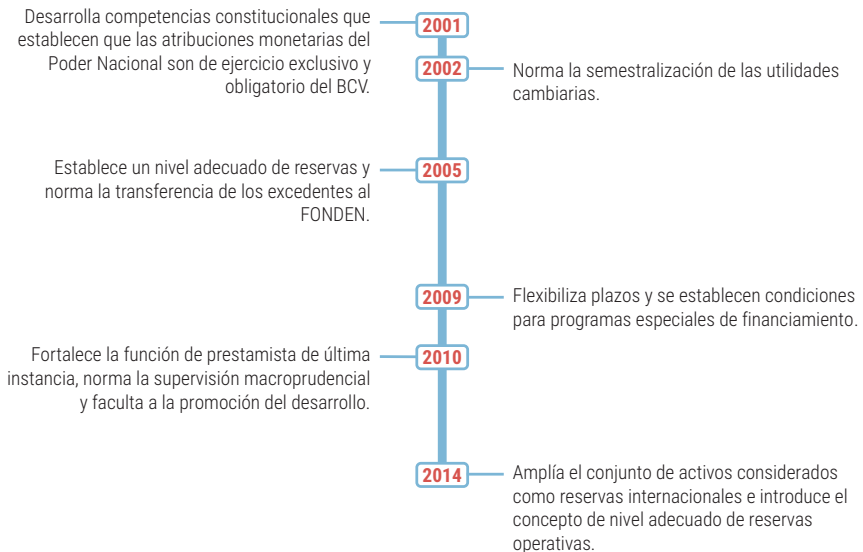 Desarrolla competencias constitucionales que
establecen que las atribuciones monetarias del
Poder Nacional son de ejercicio exclusivo y
obligatorio del BCV.
2001
2002
Norma la semestralización de las utilidades
cambiarias.
Establece un nivel adecuado de reservas y
norma la transferencia de los excedentes al
FONDEN.
2005
2009
Flexibiliza plazos y se establecen condiciones
para programas especiales de financiamiento.
Fortalece la función de prestamista de última
instancia, norma la supervisión macroprudencial
y faculta a la promoción del desarrollo.
2010
2014
Amplía el conjunto de activos considerados
como reservas internacionales e introduce el
concepto de nivel adecuado de reservas
operativas.